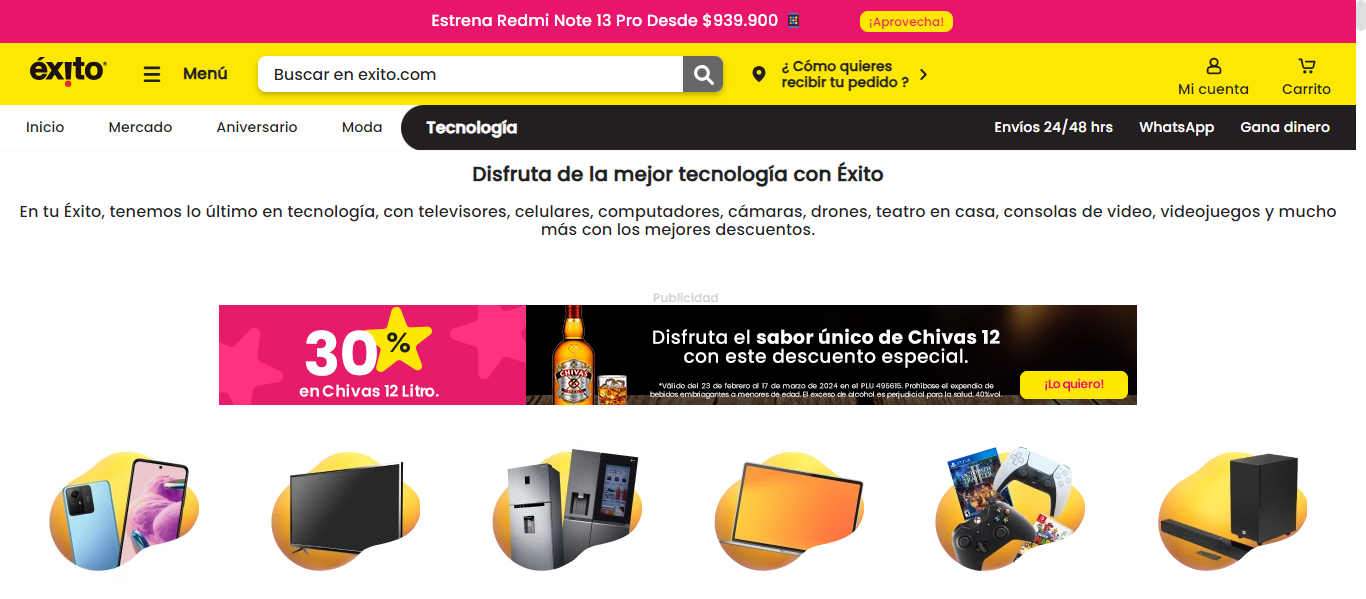 Estrena Redmi Note 13 Pro Desde $939.900
¡Aprovecha!
éxito
Menú
Buscar en exito.com
¿ Cómo quieres
recibir tu pedido ?
Mi cuenta
Carrito
Inicio
Mercado
Aniversario
Moda
Tecnología
Envíos 24/48 hrs
WhatsApp
Gana dinero
Disfruta de la mejor tecnología con Éxito
En tu Éxito, tenemos lo último en tecnología, con televisores, celulares, computadores, cámaras, drones, teatro en casa, consolas de video, videojuegos y mucho
más con los mejores descuentos.
Publicidad
30%
en Chivas 12 Litro.
CHIVAS
Disfruta el sabor único de Chivas 12
con este descuento especial.
*Válido del 23 de febrero al 17 de marzo de 2024 en el PLU 495615. Prohíbase el expendio de
bebidas embriagantes a menores de edad. El exceso de alcohol es perjudicial para la salud. 40%vol.
¡Lo quiero!
OCTOPATH
TRAVELER
II